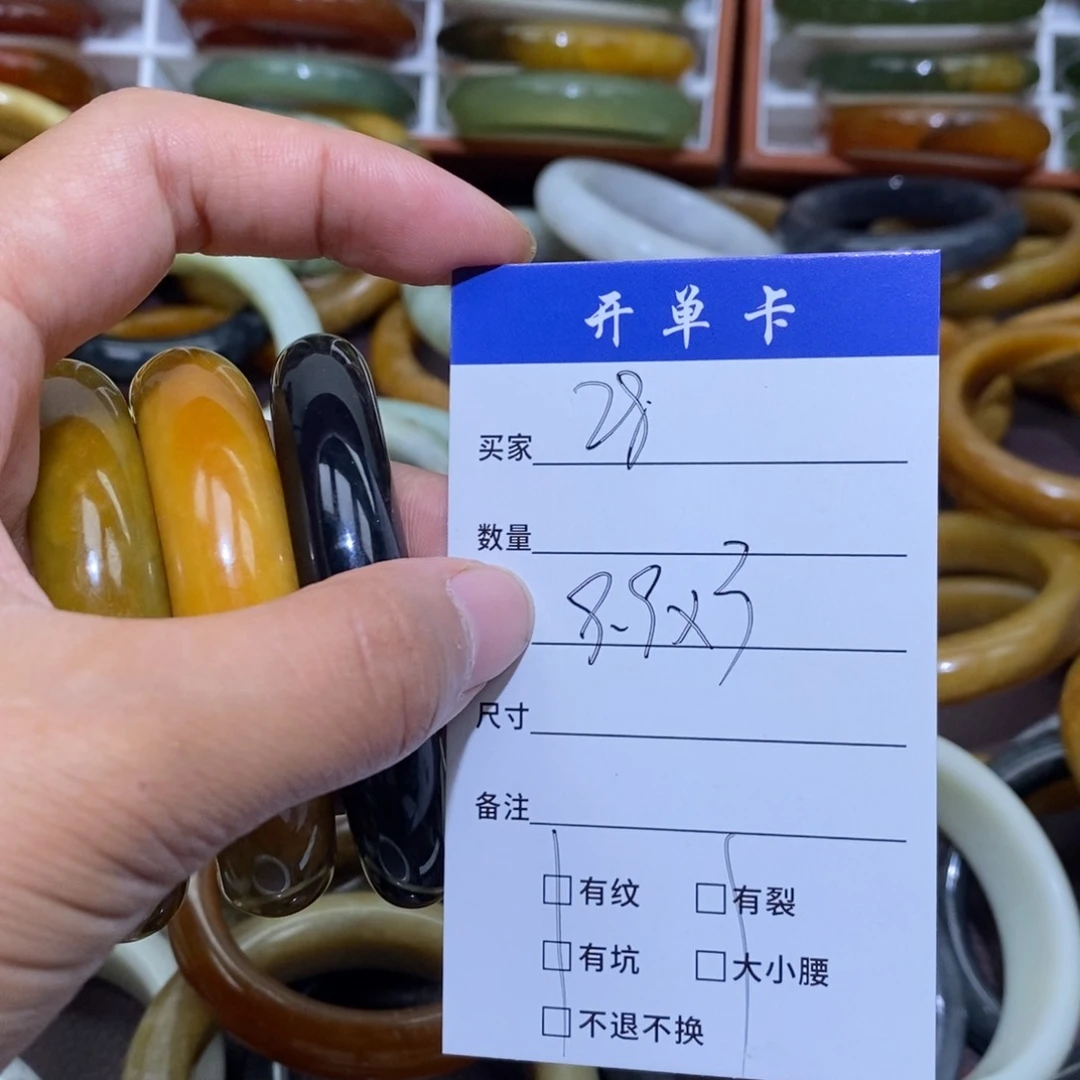 开单卡
买家 28
数量
8-9x3
尺寸
备注
□有纹 □有裂
□有坑 □大小腰
□不退不换